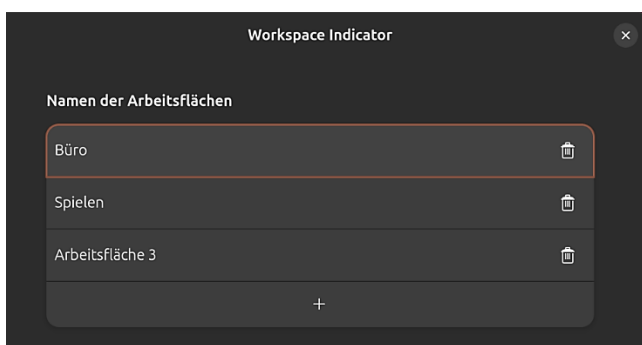 Workspace Indicator
Namen der Arbeitsflächen
Büro
Spielen
Arbeitsfläche 3